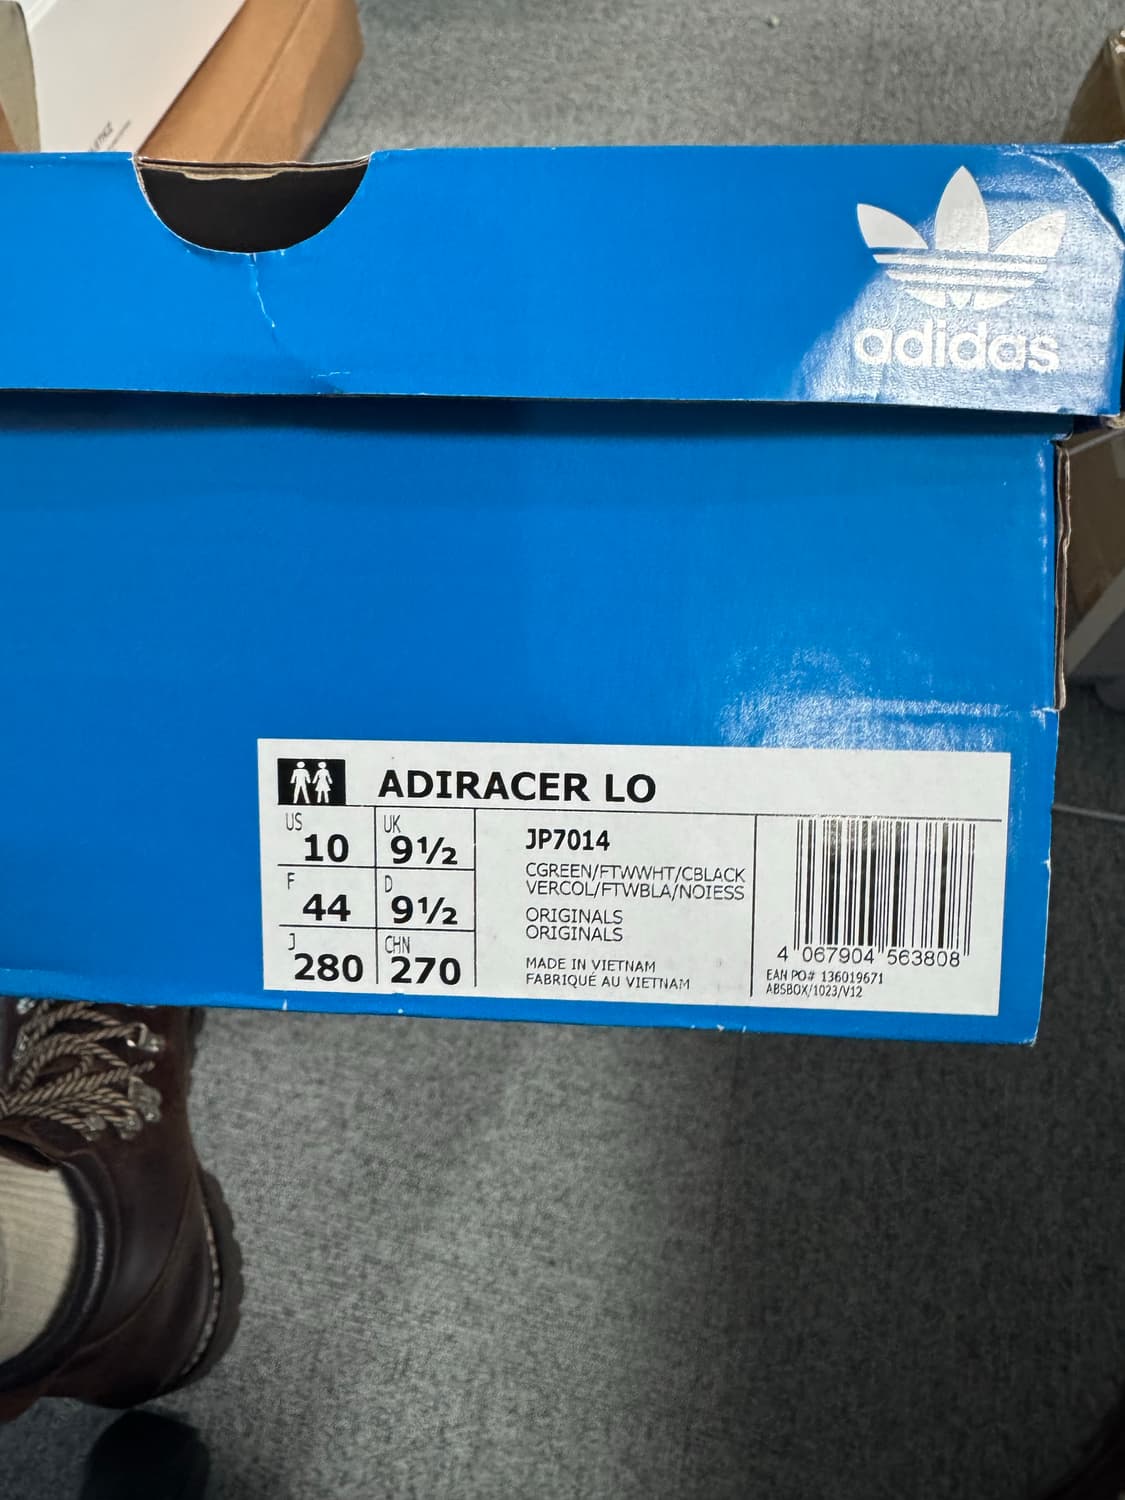 adidas
ADIRACER LO
US 10
UK 9½
F 44
D 9½
J 280
CHN 270
JP7014
CGREEN/FTWWHT/CBLACK
VERCOL/FTWBLA/NOIESS
ORIGINALS
ORIGINALS
MADE IN VIETNAM
FABRIQUÉ AU VIETNAM
4 067904 563808
EAN PO# 136019671
ABSBOX/1023/V12